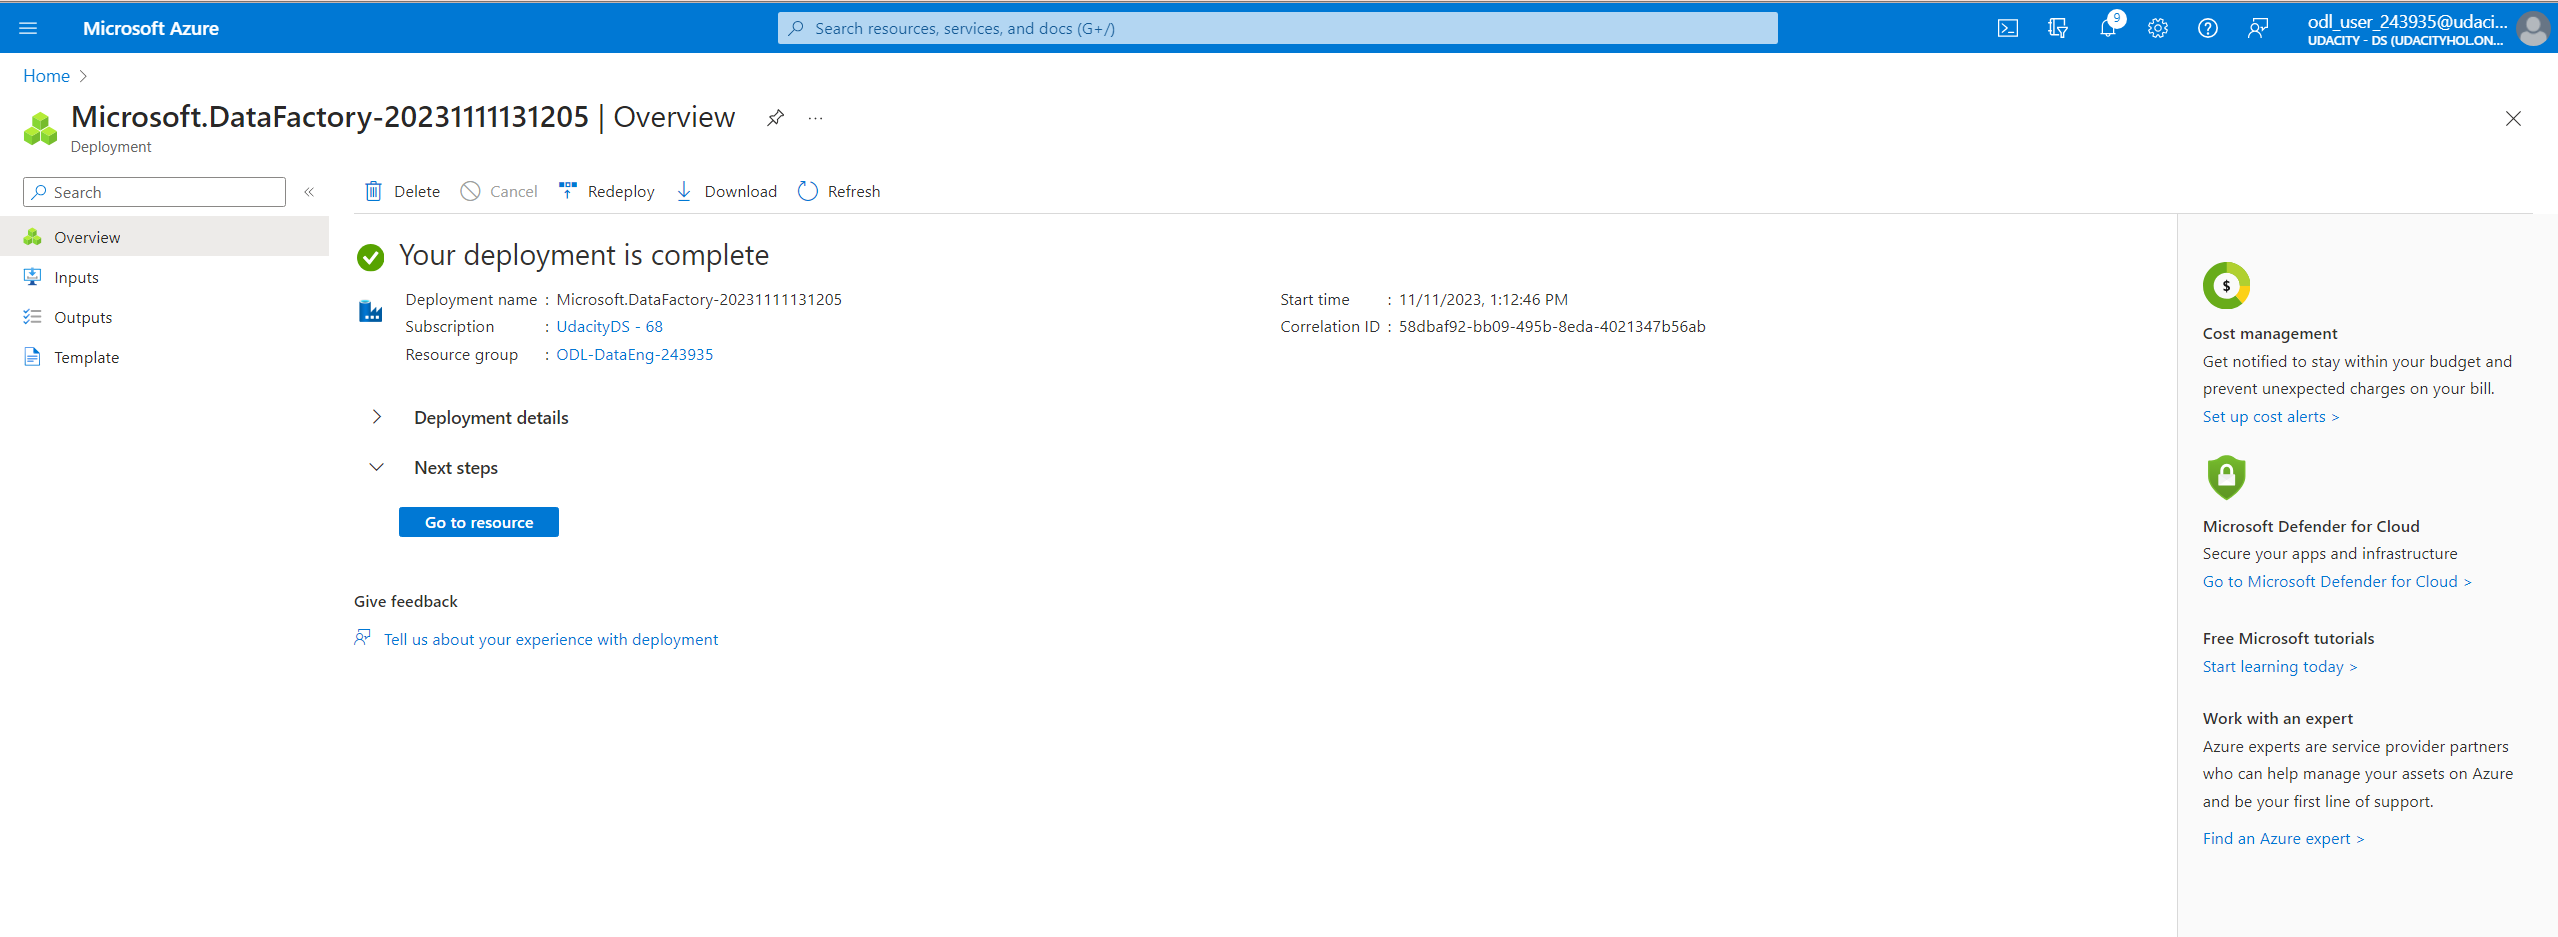 Microsoft Azure
Search resources, services, and docs (G+/)
9
odl_user_243935@udaci...
UDACITY - DS (UDACITYHOL.ON...
Home
Microsoft.DataFactory-20231111131205 | Overview
...
Deployment
Search
«
Delete
Cancel
Redeploy
Download
Refresh
Overview
Inputs
Outputs
Template
Your deployment is complete
Deployment name : Microsoft.DataFactory-20231111131205
Subscription : UdacityDS - 68
Resource group : ODL-DataEng-243935
Start time : 11/11/2023, 1:12:46 PM
Correlation ID : 58dbaf92-bb09-495b-8eda-4021347b56ab
Deployment details
Next steps
Go to resource
Give feedback
Tell us about your experience with deployment
$
Cost management
Get notified to stay within your budget and
prevent unexpected charges on your bill.
Set up cost alerts >
Microsoft Defender for Cloud
Secure your apps and infrastructure
Go to Microsoft Defender for Cloud >
Free Microsoft tutorials
Start learning today >
Work with an expert
Azure experts are service provider partners
who can help manage your assets on Azure
and be your first line of support.
Find an Azure expert >